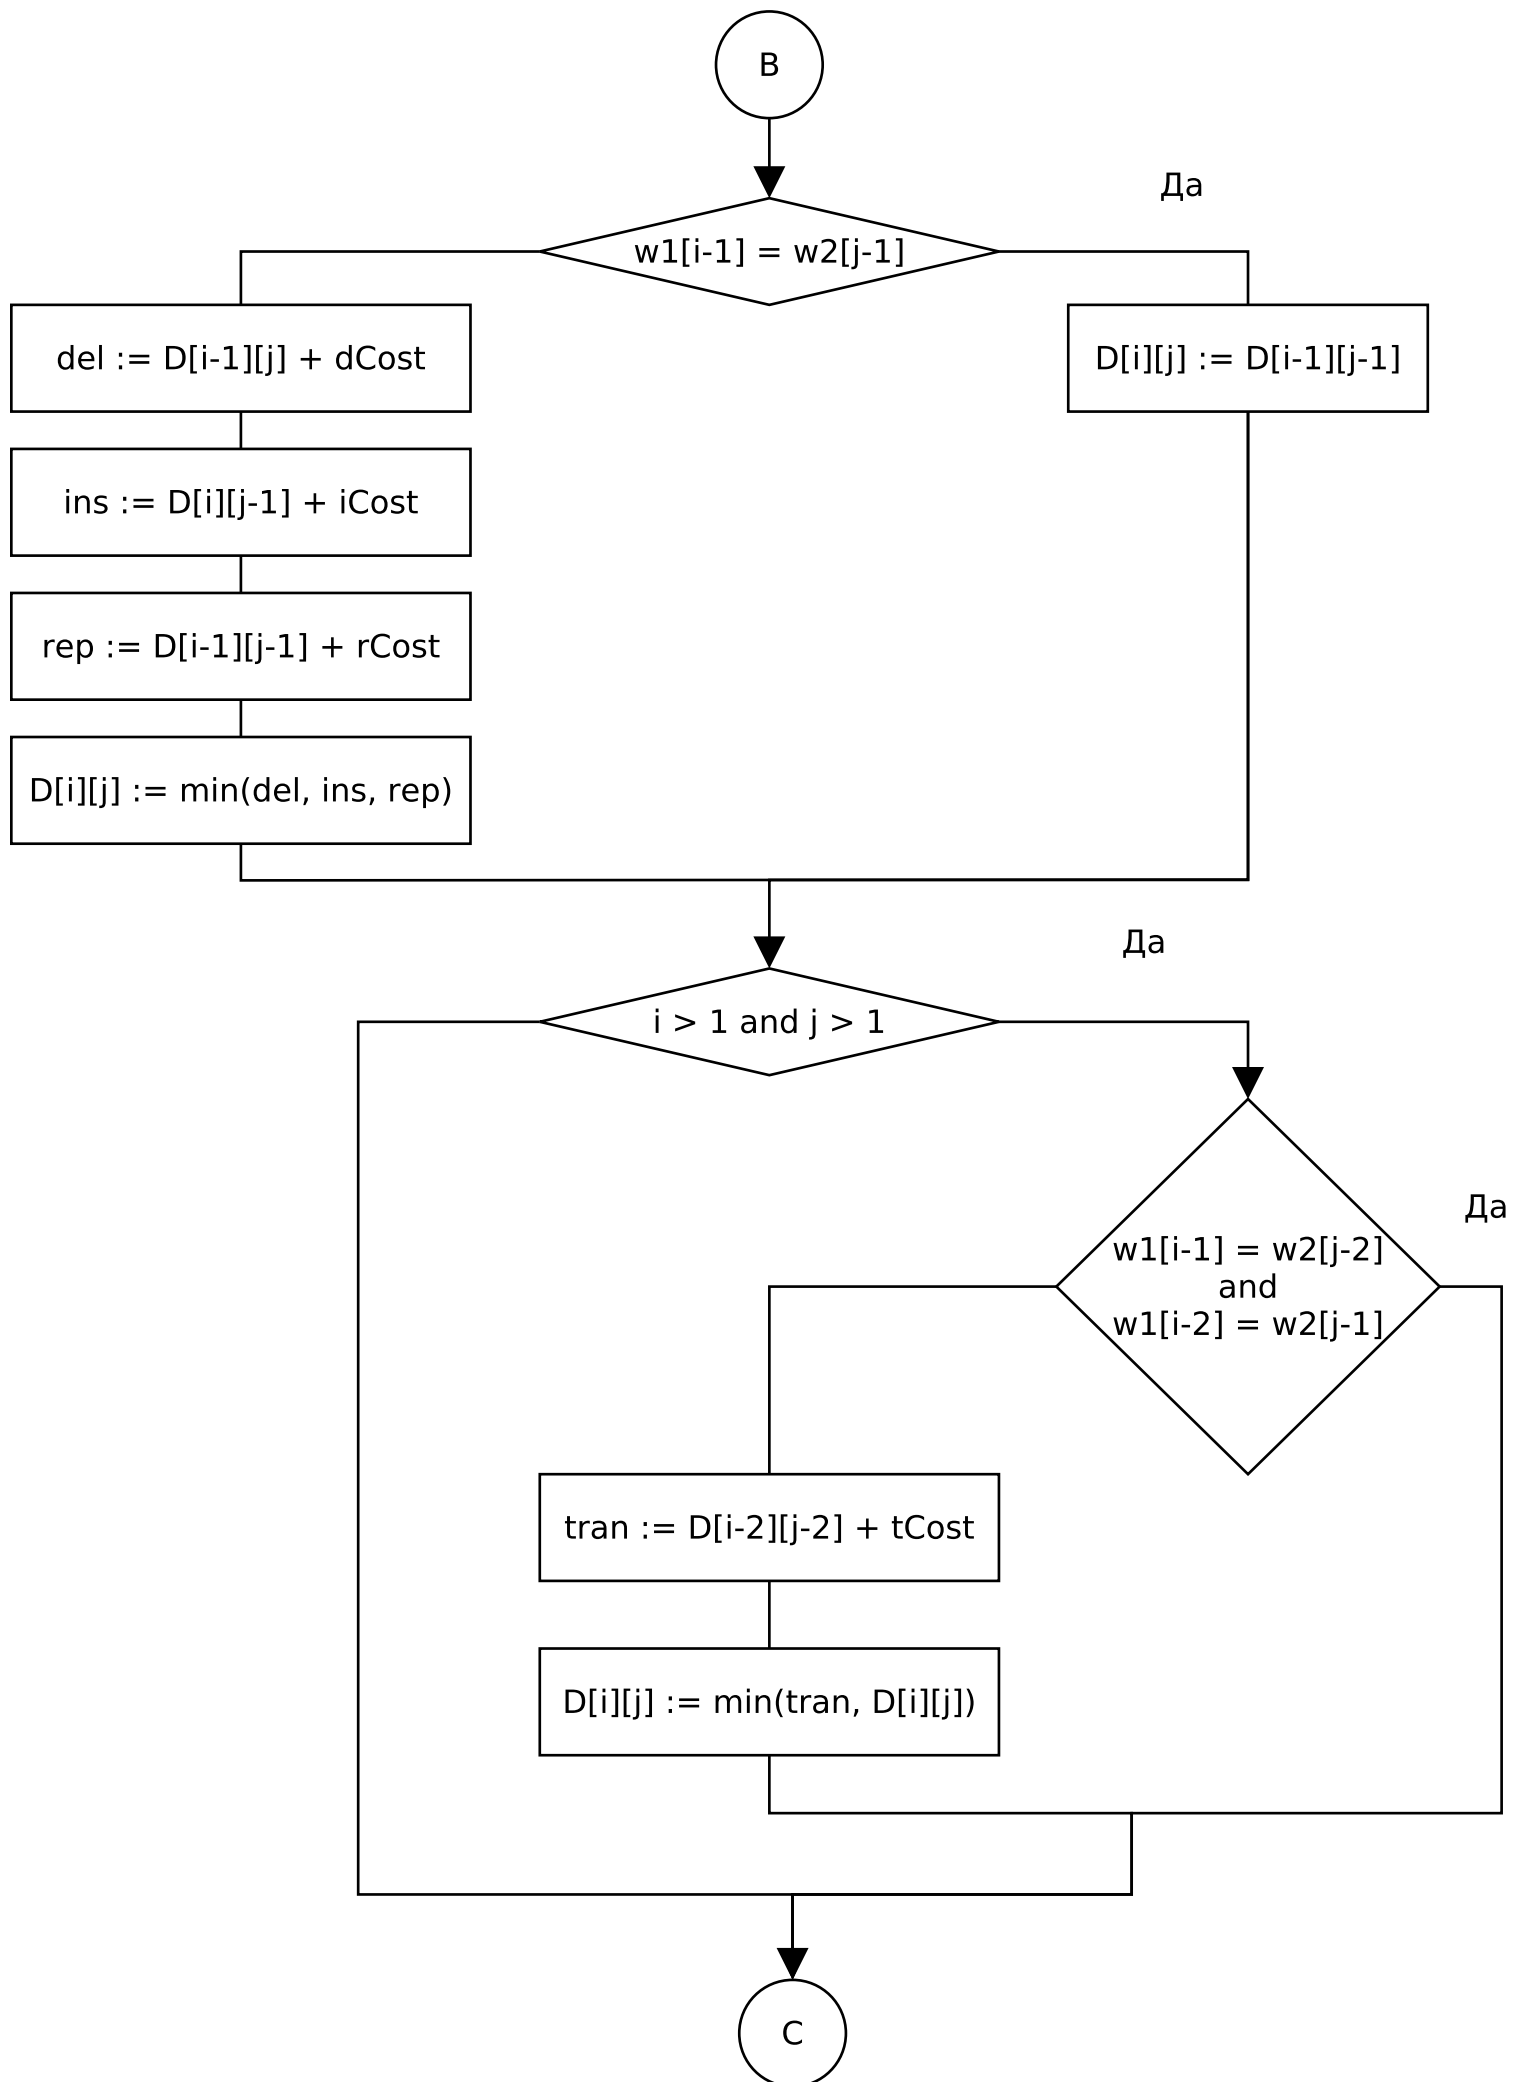 B
Да
w1[i-1] = w2[j-1]
del := D[i-1][j] + dCost
D[i][j] := D[i-1][j-1]
ins := D[i][j-1] + iCost
rep := D[i-1][j-1] + rCost
D[i][j] := min(del, ins, rep)
Да
i > 1 and j > 1
Да
w1[i-1] = w2[j-2]
and
w1[i-2] = w2[j-1]
tran := D[i-2][j-2] + tCost
D[i][j] := min(tran, D[i][j])
C